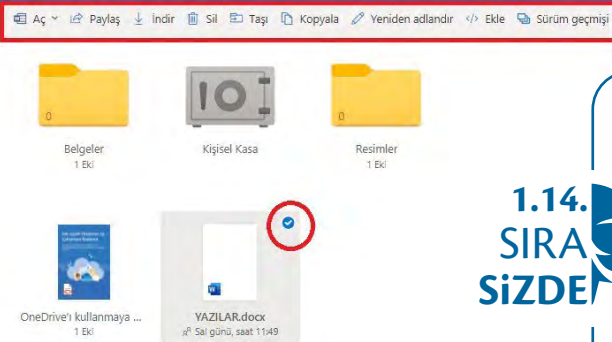 Aç Paylaş İndir Sil Taşı Kopyala Yeniden adlandır Ekle Sürüm geçmişi
0
0
Belgeler
1 Eki
Kişisel Kasa
Resimler
1 Eki
1.14.
SIRA
SİZDE
OneDrive'ı kullanmaya ...
1 Eki
YAZILAR.docx
Sal günü, saat 11:49